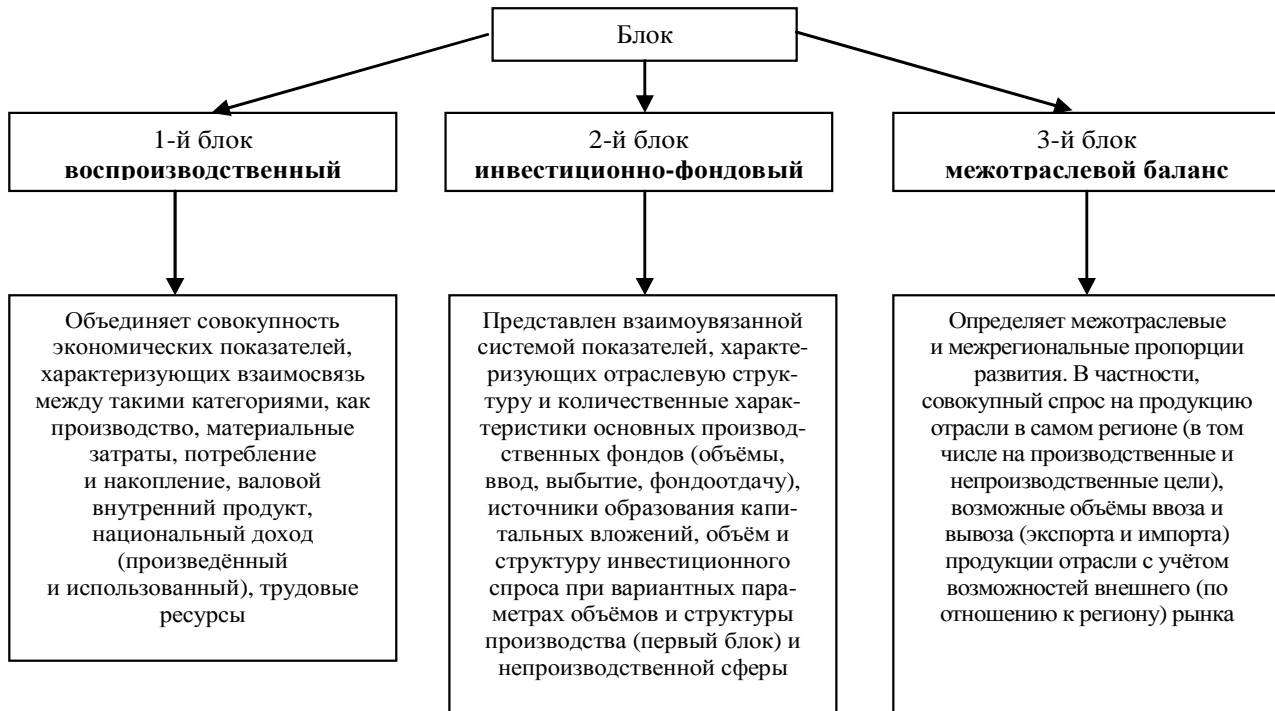 Блок
1-й блок
воспроизводственный
2-й блок
инвестиционно-фондовый
3-й блок
межотраслевой баланс
Объединяет совокупность
экономических показателей,
характеризующих взаимосвязь
между такими категориями, как
производство, материальные
затраты, потребление
и накопление, валовой
внутренний продукт,
национальный доход
(произведённый
и использованный), трудовые
ресурсы
Представлен взаимоувязанной
системой показателей, характе-
ризующих отраслевую струк-
туру и количественные харак-
теристики основных производ-
ственных фондов (объёмы,
ввод, выбытие, фондоотдачу),
источники образования капи-
тальных вложений, объём и
структуру инвестиционного
спроса при вариантных пара-
метрах объёмов и структуры
производства (первый блок) и
непроизводственной сферы
Определяет межотраслевые
и межрегиональные пропорции
развития. В частности,
совокупный спрос на продукцию
отрасли в самом регионе (в том
числе на производственные и
непроизводственные цели),
возможные объёмы ввоза и
вывоза (экспорта и импорта)
продукции отрасли с учётом
возможностей внешнего (по
отношению к региону) рынка